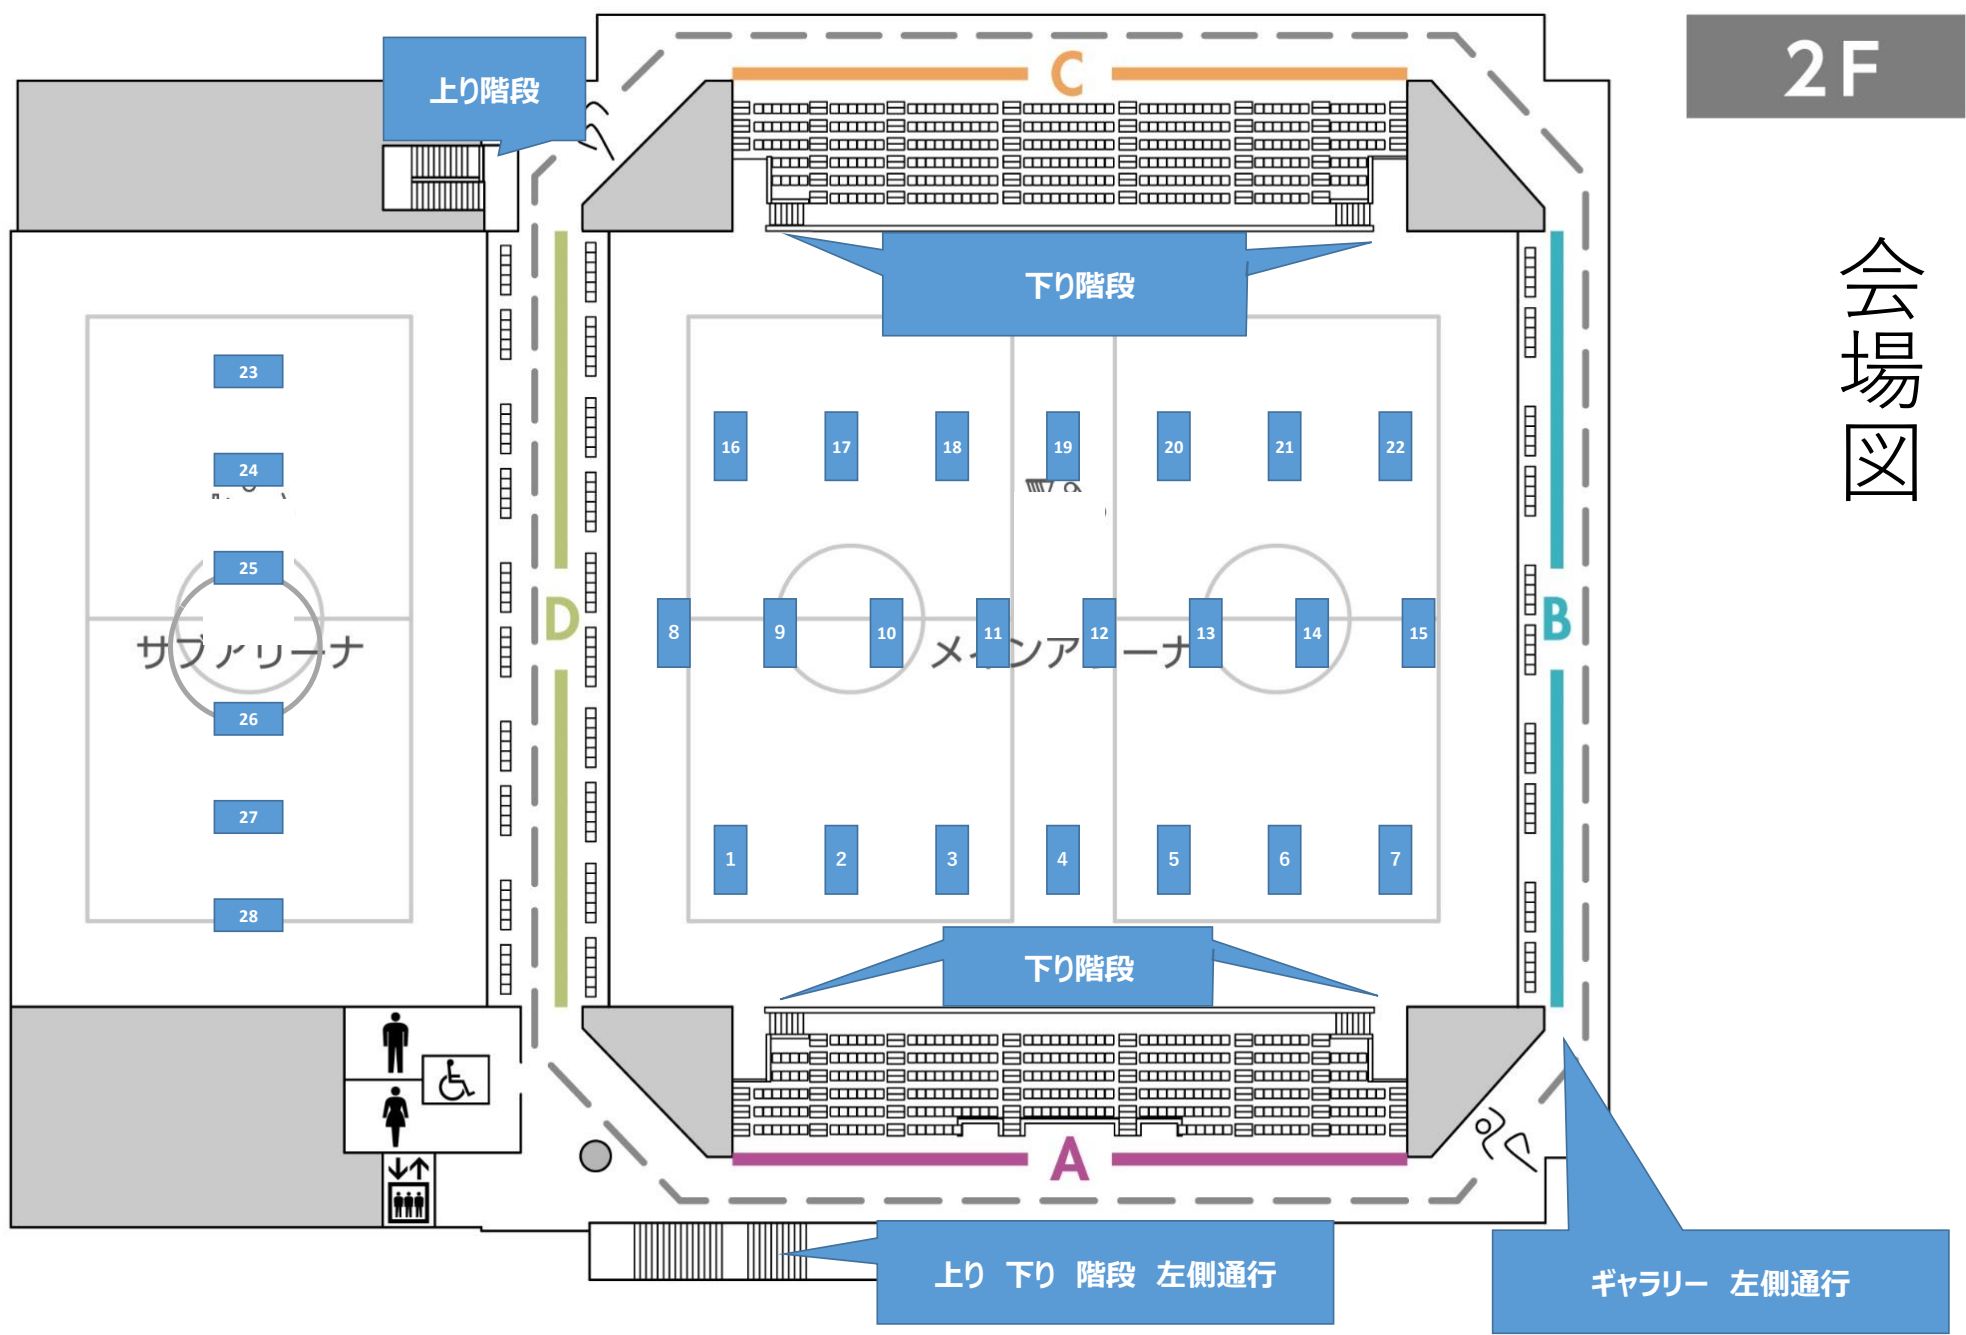 2F
会場図
上り階段
C
下り階段
23
24
25
26
27
28
サブアリーナ
16 17 18 19 20 21 22
8 9 10 11 12 13 14 15
メインアリーナ
1 2 3 4 5 6 7
D
B
下り階段
A
上り 下り 階段 左側通行
ギャラリー 左側通行